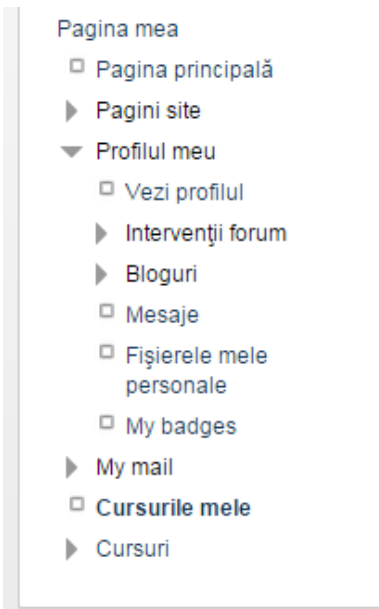 Pagina mea
Pagina principală
Pagini site
Profilul meu
Vezi profilul
Intervenţii forum
Bloguri
Mesaje
Fişierele mele
personale
My badges
My mail
Cursurile mele
Cursuri